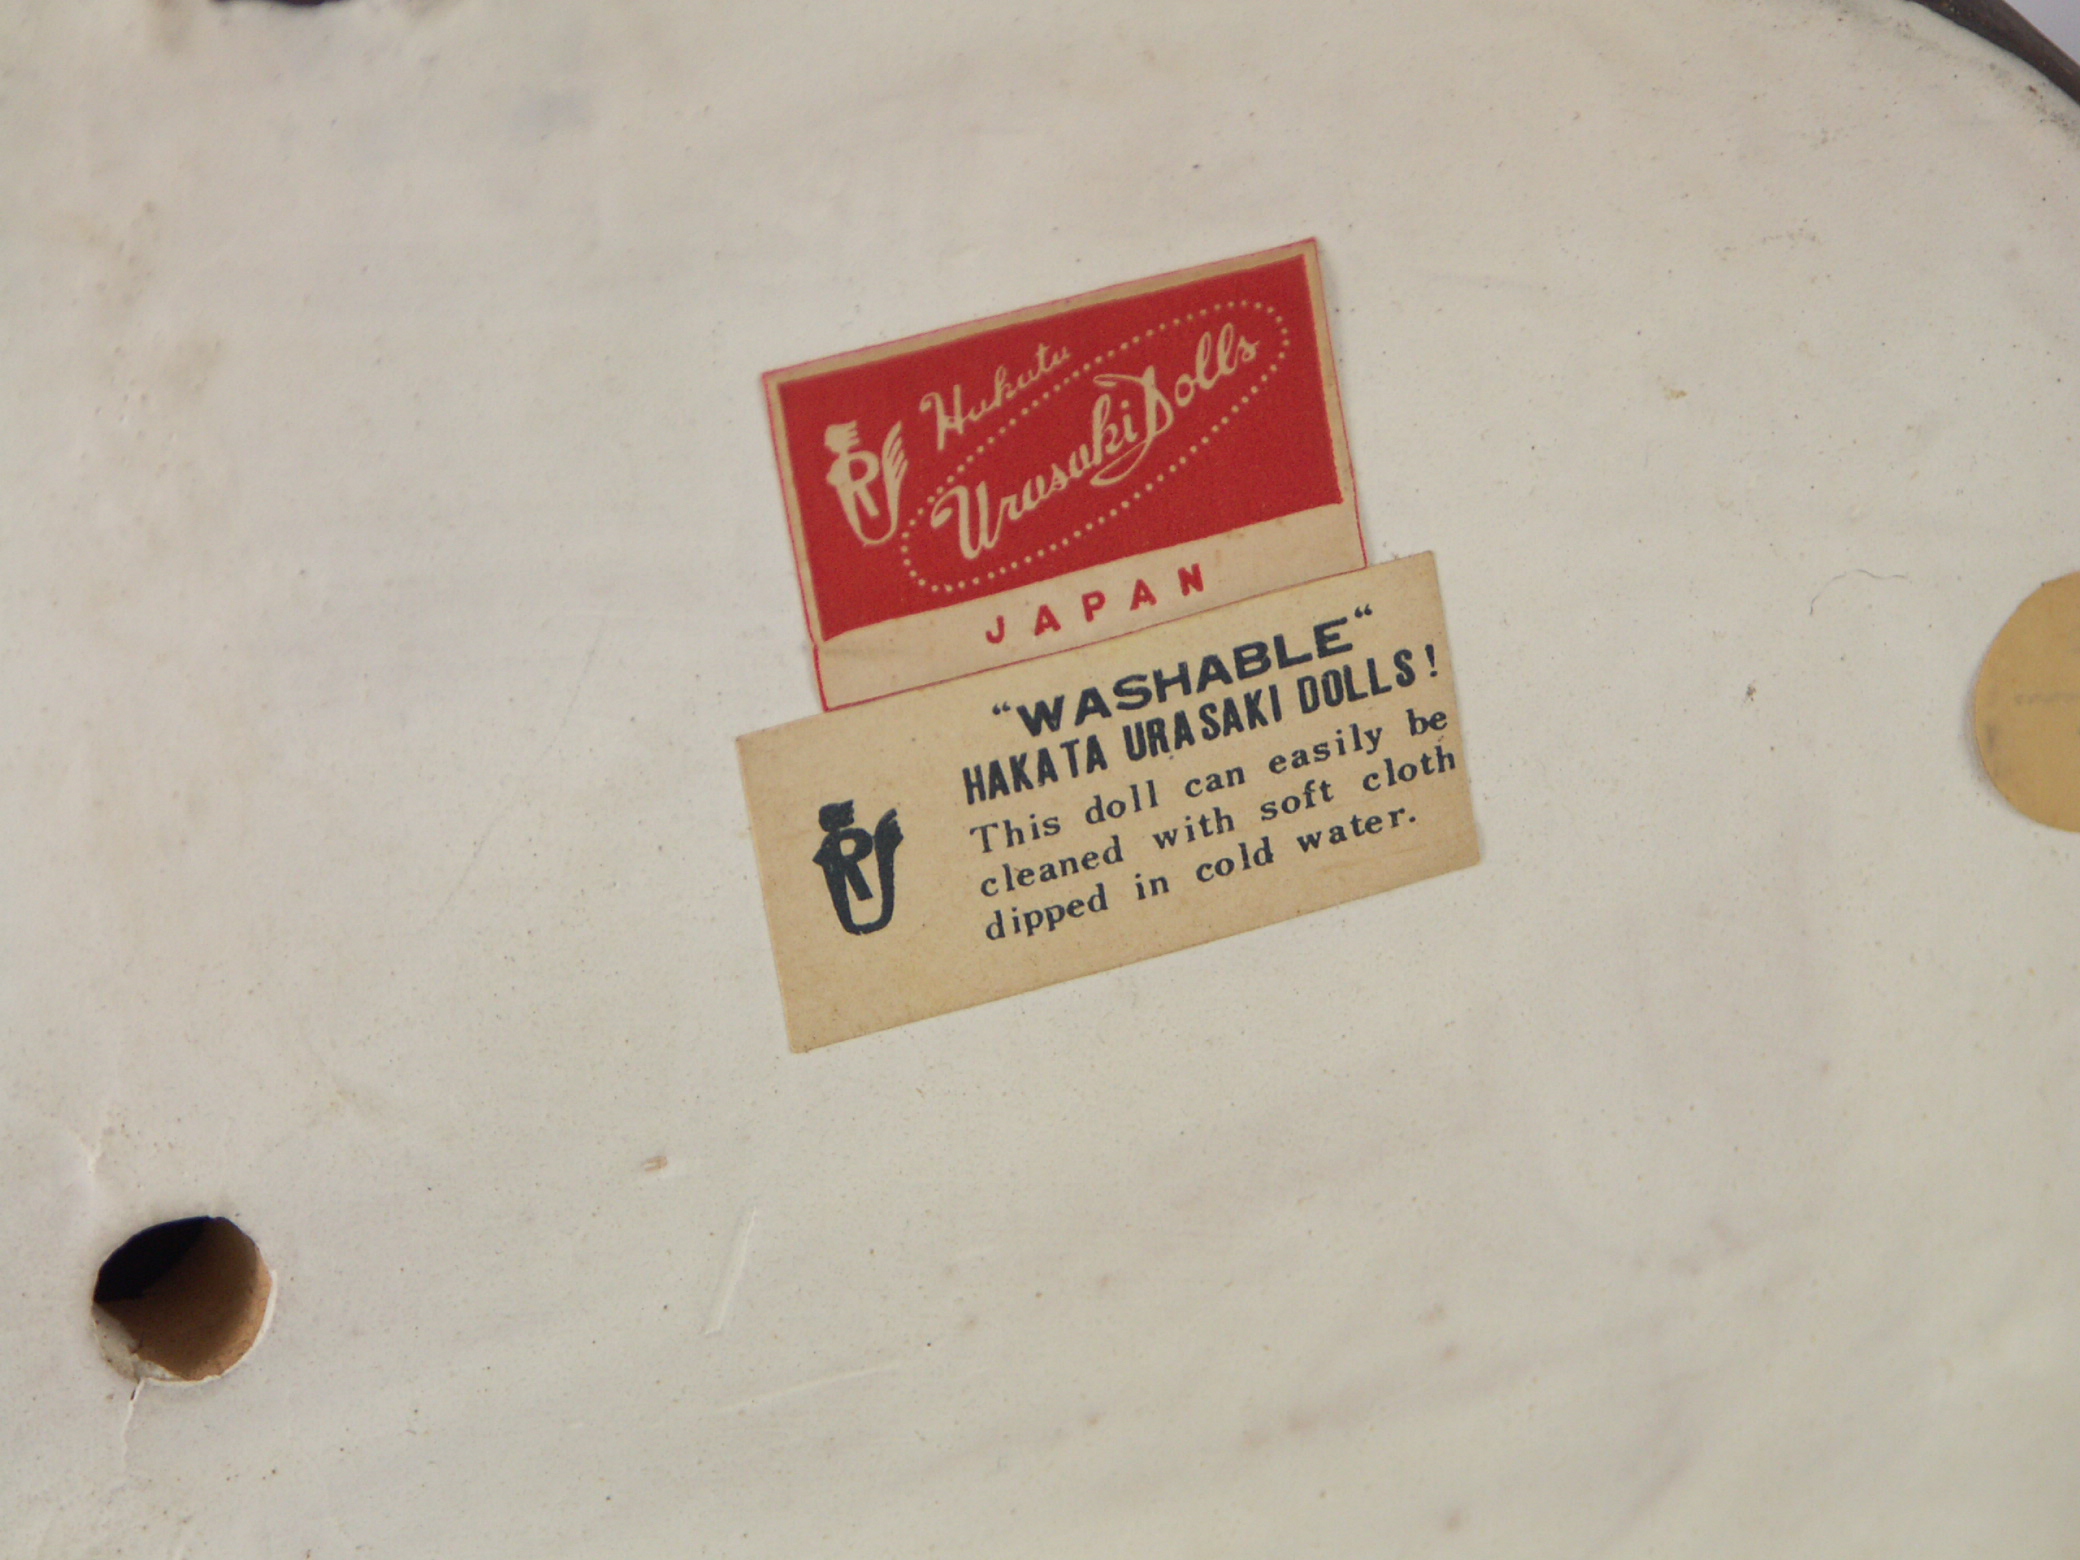 Hakata
Urasaki Dolls
JAPAN
“WASHABLE“
HAKATA URASAKI DOLLS!
This doll can easily be
cleaned with soft cloth
dipped in cold water.